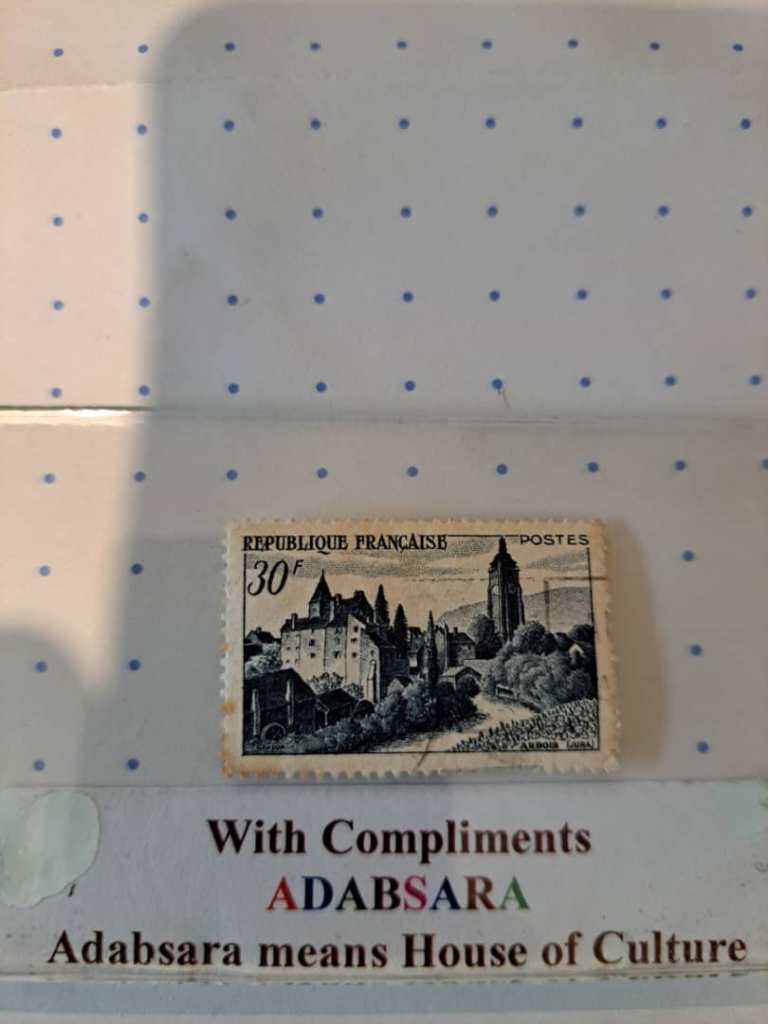 REPUBLIQUE FRANÇAISE
POSTES
30F
ARBOIS (JURA)
With Compliments
ADABSARA
Adabsara means House of Culture